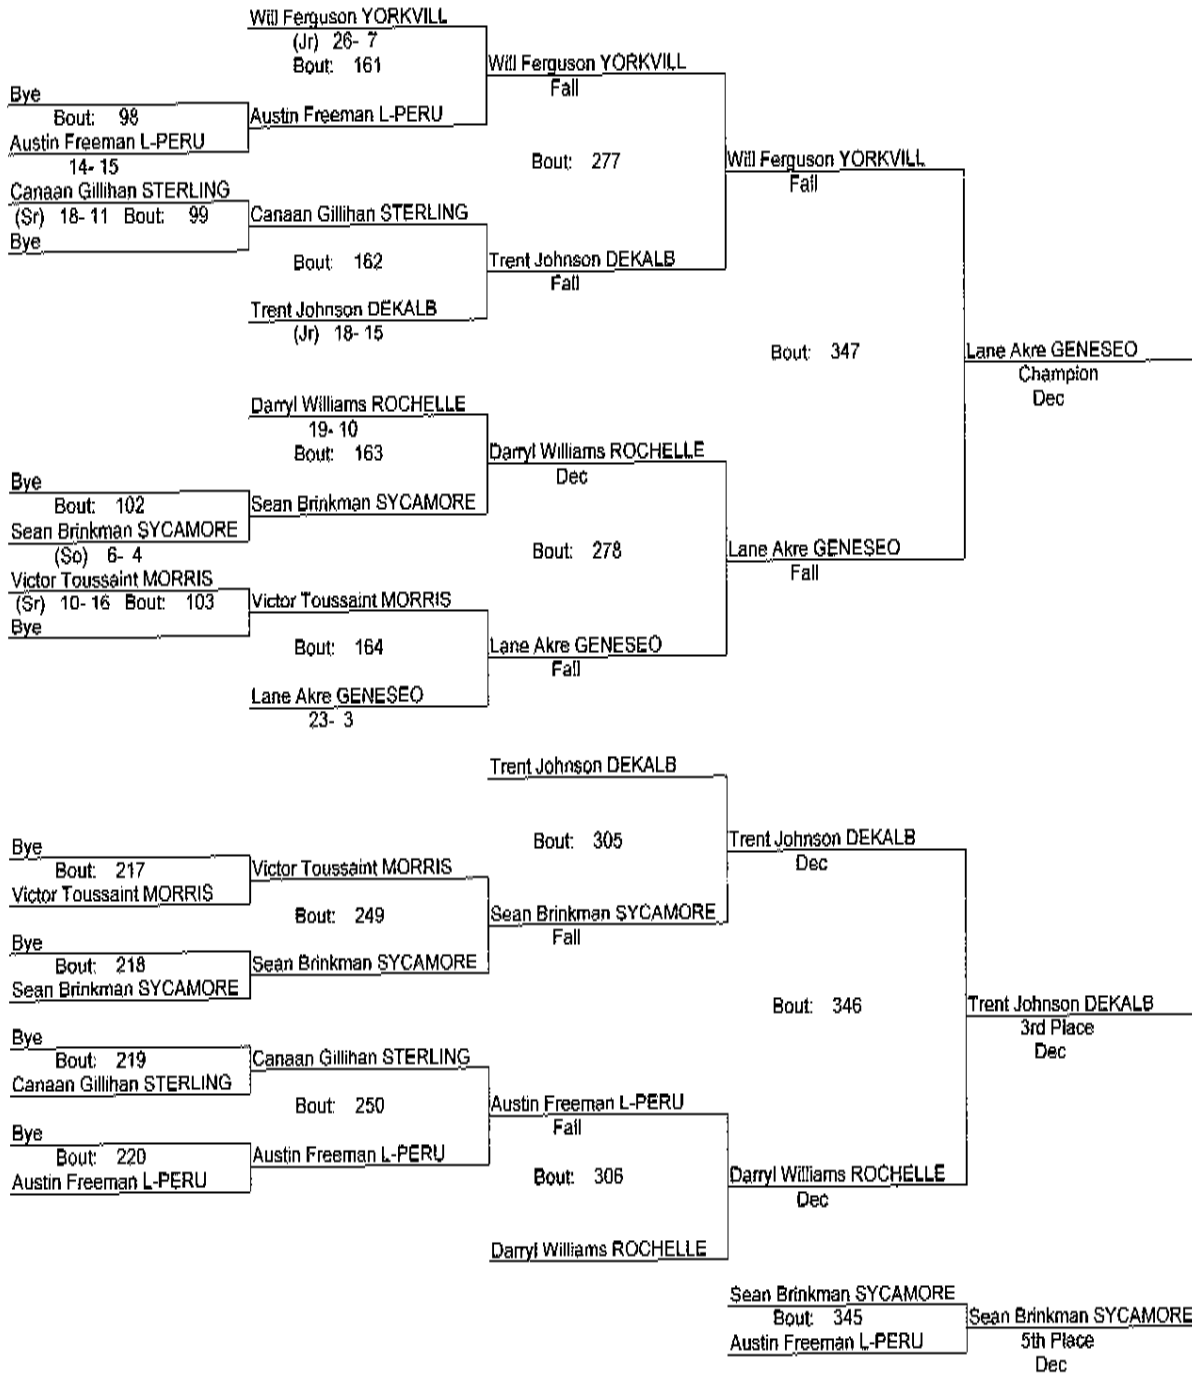 Will Ferguson YORKVILL
(Jr) 26- 7
Bout: 161
Will Ferguson YORKVILL
Fall
Bye
Bout: 98
Austin Freeman L-PERU
Austin Freeman L-PERU
14- 15
Bout: 277
Will Ferguson YORKVILL
Fall
Canaan Gillihan STERLING
(Sr) 18- 11 Bout: 99
Bye
Canaan Gillihan STERLING
Bout: 162
Trent Johnson DEKALB
Fall
Trent Johnson DEKALB
(Jr) 18- 15
Bout: 347
Lane Akre GENESEO
Champion
Dec
Darryl Williams ROCHELLE
19- 10
Bout: 163
Darryl Williams ROCHELLE
Dec
Bye
Bout: 102
Sean Brinkman SYCAMORE
Sean Brinkman SYCAMORE
(So) 6- 4
Bout: 278
Lane Akre GENESEO
Fall
Victor Toussaint MORRIS
(Sr) 10- 16 Bout: 103
Bye
Victor Toussaint MORRIS
Bout: 164
Lane Akre GENESEO
Fall
Lane Akre GENESEO
23- 3
Trent Johnson DEKALB
Bout: 305
Trent Johnson DEKALB
Dec
Bye
Bout: 217
Victor Toussaint MORRIS
Victor Toussaint MORRIS
Bout: 249
Sean Brinkman SYCAMORE
Fall
Bye
Bout: 218
Sean Brinkman SYCAMORE
Sean Brinkman SYCAMORE
Bout: 346
Trent Johnson DEKALB
3rd Place
Dec
Bye
Bout: 219
Canaan Gillihan STERLING
Canaan Gillihan STERLING
Bout: 250
Austin Freeman L-PERU
Fall
Bye
Bout: 220
Austin Freeman L-PERU
Austin Freeman L-PERU
Bout: 306
Darryl Williams ROCHELLE
Dec
Darryl Williams ROCHELLE
Sean Brinkman SYCAMORE
Bout: 345
Austin Freeman L-PERU
Sean Brinkman SYCAMORE
5th Place
Dec